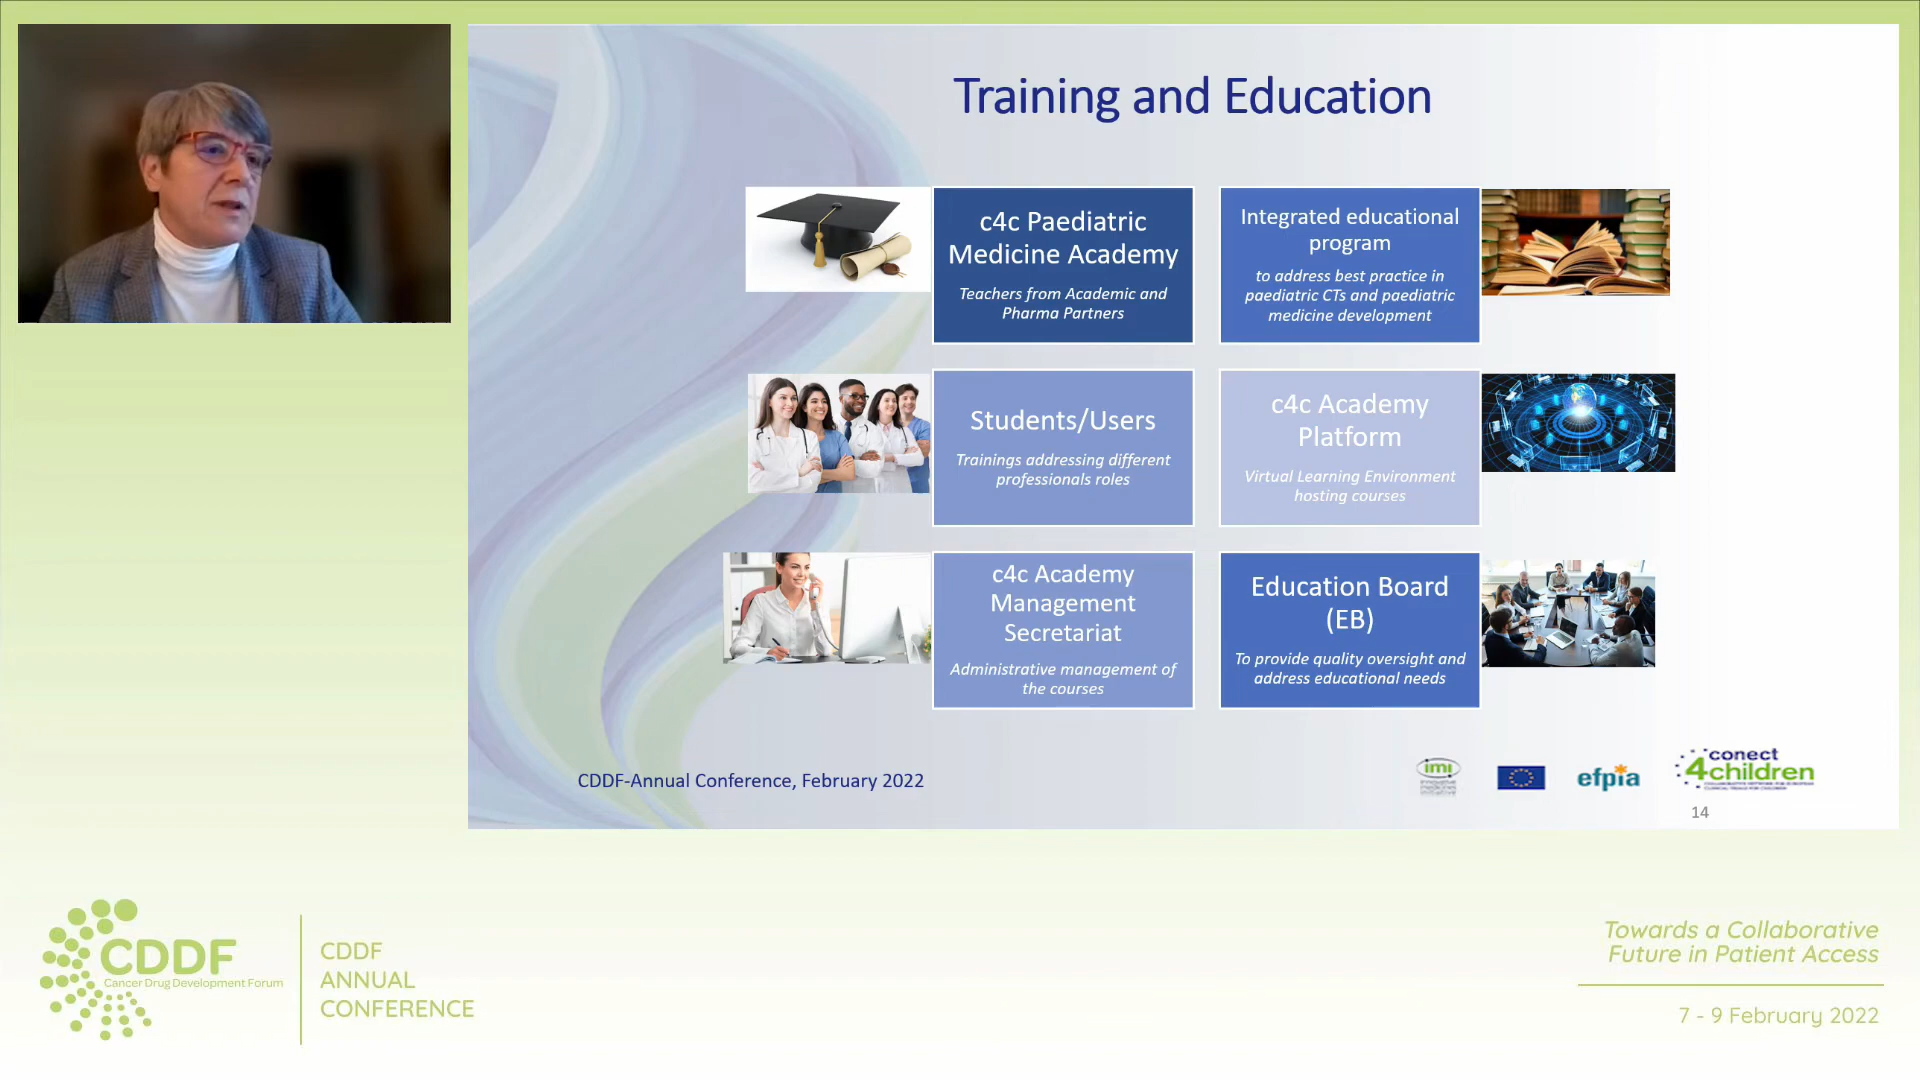 Training and Education
c4c Paediatric
Medicine Academy
Teachers from Academic and
Pharma Partners
Integrated educational
program
to address best practice in
paediatric CTs and paediatric
medicine development
Students/Users
Trainings addressing different
professionals roles
c4c Academy
Platform
Virtual Learning Environment
hosting courses
c4c Academy
Management
Secretariat
Administrative management of
the courses
Education Board
(EB)
To provide quality oversight and
address educational needs
CDDF-Annual Conference, February 2022
imi
efpia
conect
4children
14
CDDF
Cancer Drug Development Forum
CDDF
ANNUAL
CONFERENCE
Towards a Collaborative
Future in Patient Access
7 - 9 February 2022